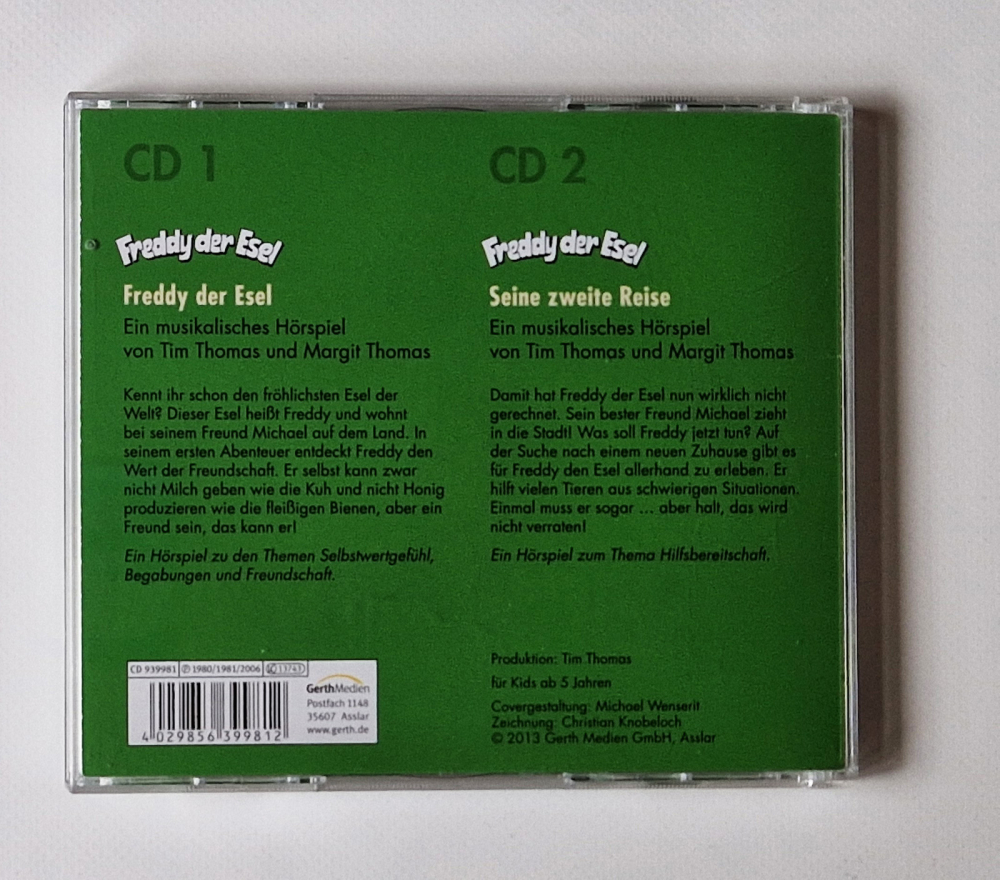 CD 1
Freddy der Esel
Freddy der Esel
Ein musikalisches Hörspiel
von Tim Thomas und Margit Thomas
Kennt ihr schon den fröhlichsten Esel der
Welt? Dieser Esel heißt Freddy und wohnt
bei seinem Freund Michael auf dem Land. In
seinem ersten Abenteuer entdeckt Freddy den
Wert der Freundschaft. Er selbst kann zwar
nicht Milch geben wie die Kuh und nicht Honig
produzieren wie die fleißigen Bienen, aber ein
Freund sein, das kann er!
Ein Hörspiel zu den Themen Selbstwertgefühl,
Begabungen und Freundschaft.
CD 939981 ℗ 1980/1981/2006 LC 13743
GerthMedien
Postfach 1148
35607 Asslar
www.gerth.de
4 029856 399812
CD 2
Freddy der Esel
Seine zweite Reise
Ein musikalisches Hörspiel
von Tim Thomas und Margit Thomas
Damit hat Freddy der Esel nun wirklich nicht
gerechnet. Sein bester Freund Michael zieht
in die Stadt! Was soll Freddy jetzt tun? Auf
der Suche nach einem neuen Zuhause gibt es
für Freddy den Esel allerhand zu erleben. Er
hilft vielen Tieren aus schwierigen Situationen.
Einmal muss er sogar ... aber halt, das wird
nicht verraten!
Ein Hörspiel zum Thema Hilfsbereitschaft.
Produktion: Tim Thomas
für Kids ab 5 Jahren
Covergestaltung: Michael Wenserit
Zeichnung: Christian Knobeloch
© 2013 Gerth Medien GmbH, Asslar